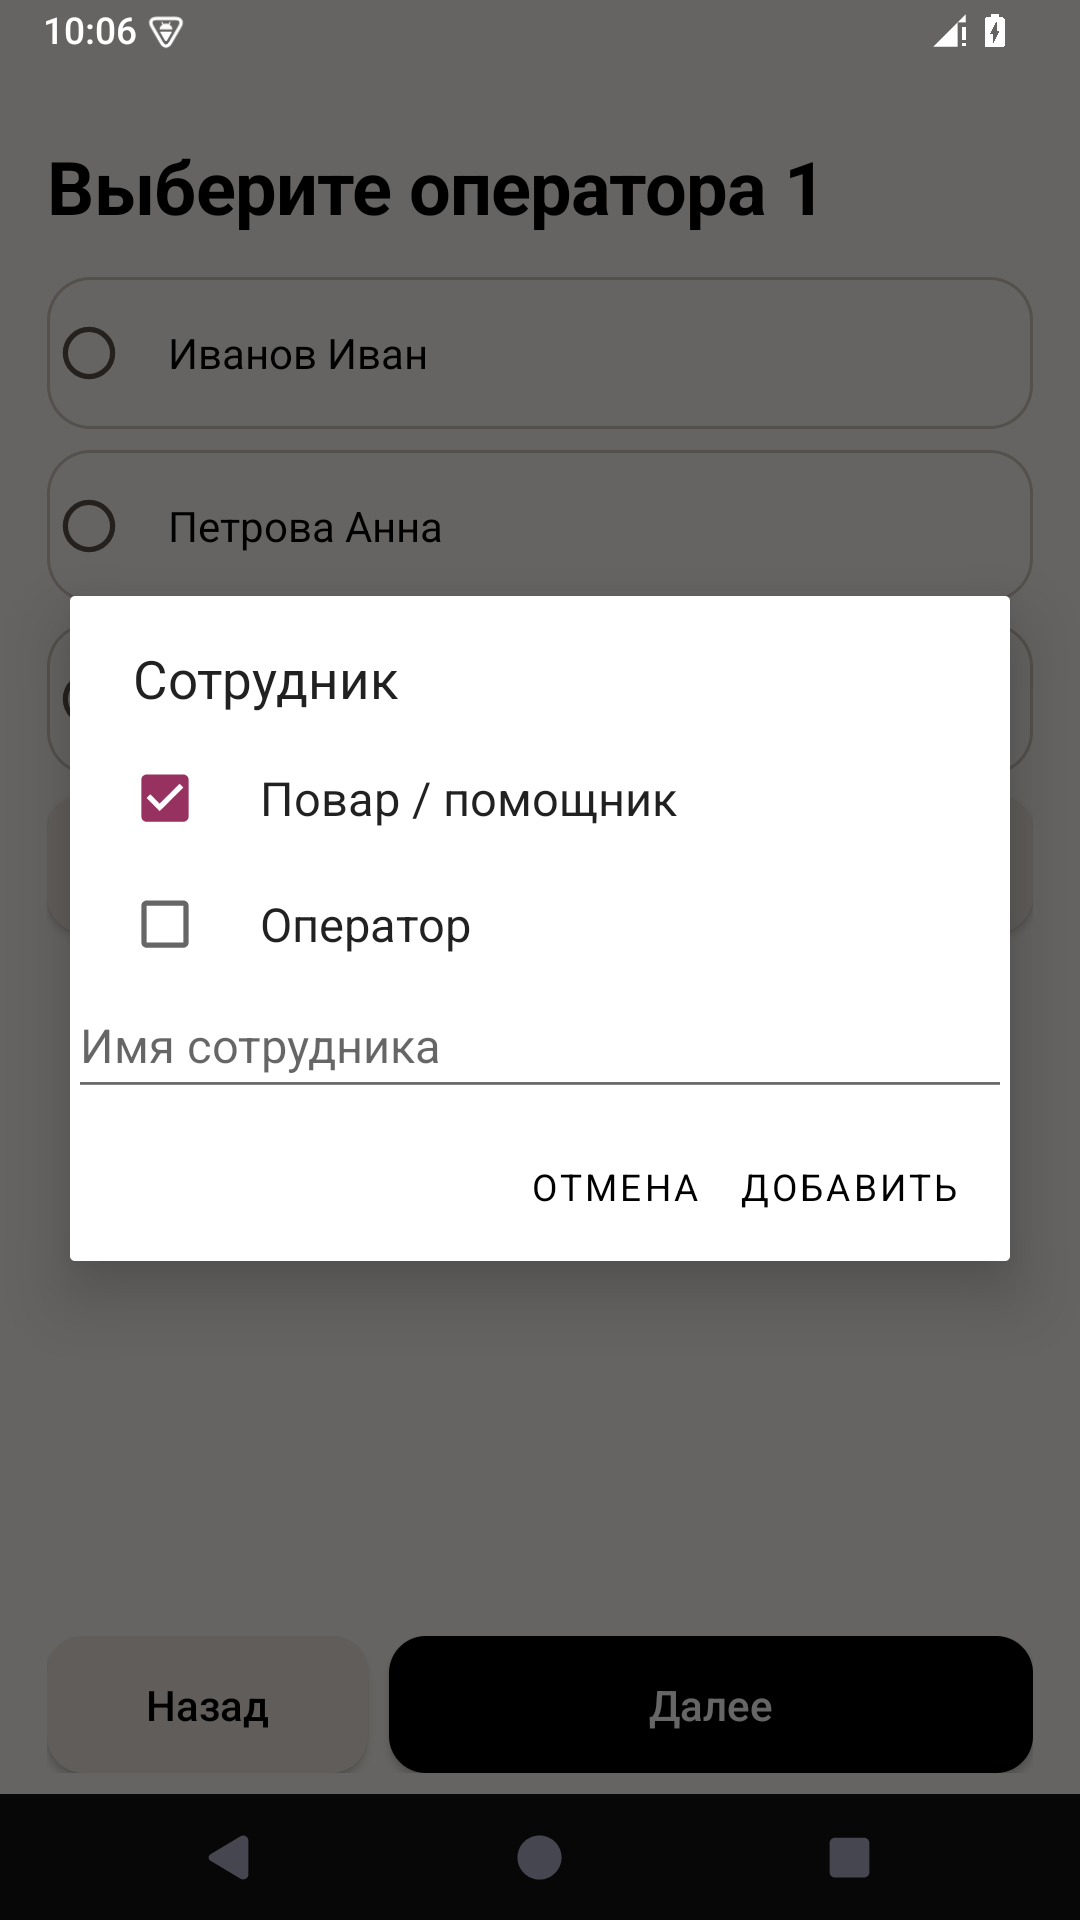 10:06
Выберите оператора 1
Иванов Иван
Петрова Анна
Сотрудник
Повар / помощник
Оператор
Имя сотрудника
ОТМЕНА ДОБАВИТЬ
Назад Далее